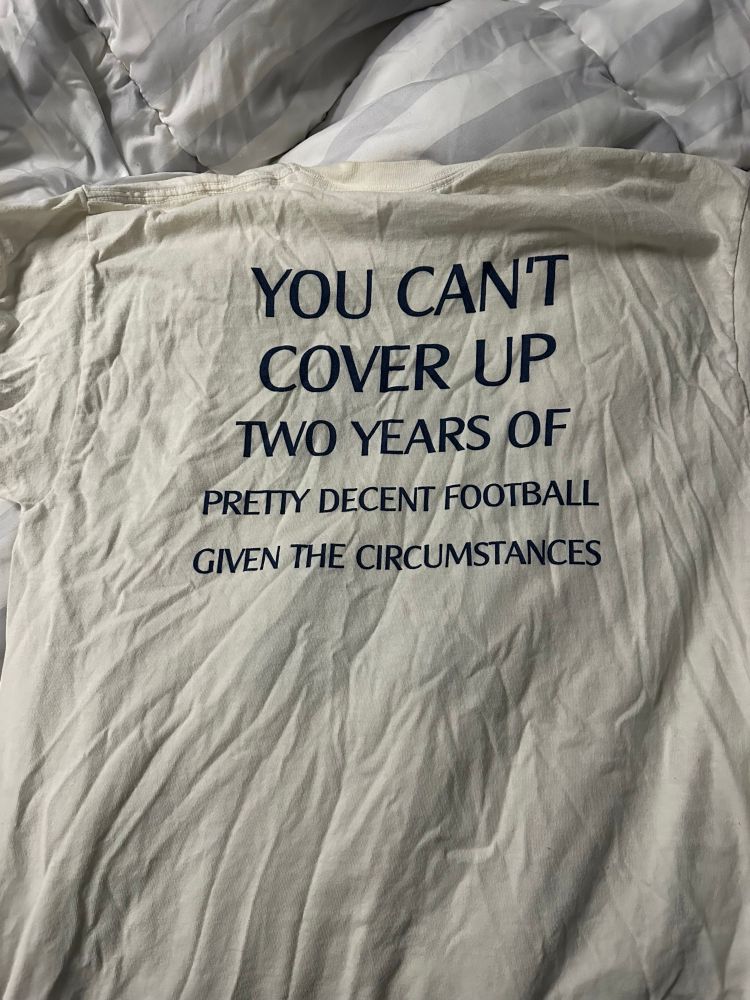 YOU CAN'T
COVER UP
TWO YEARS OF
PRETTY DECENT FOOTBALL
GIVEN THE CIRCUMSTANCES